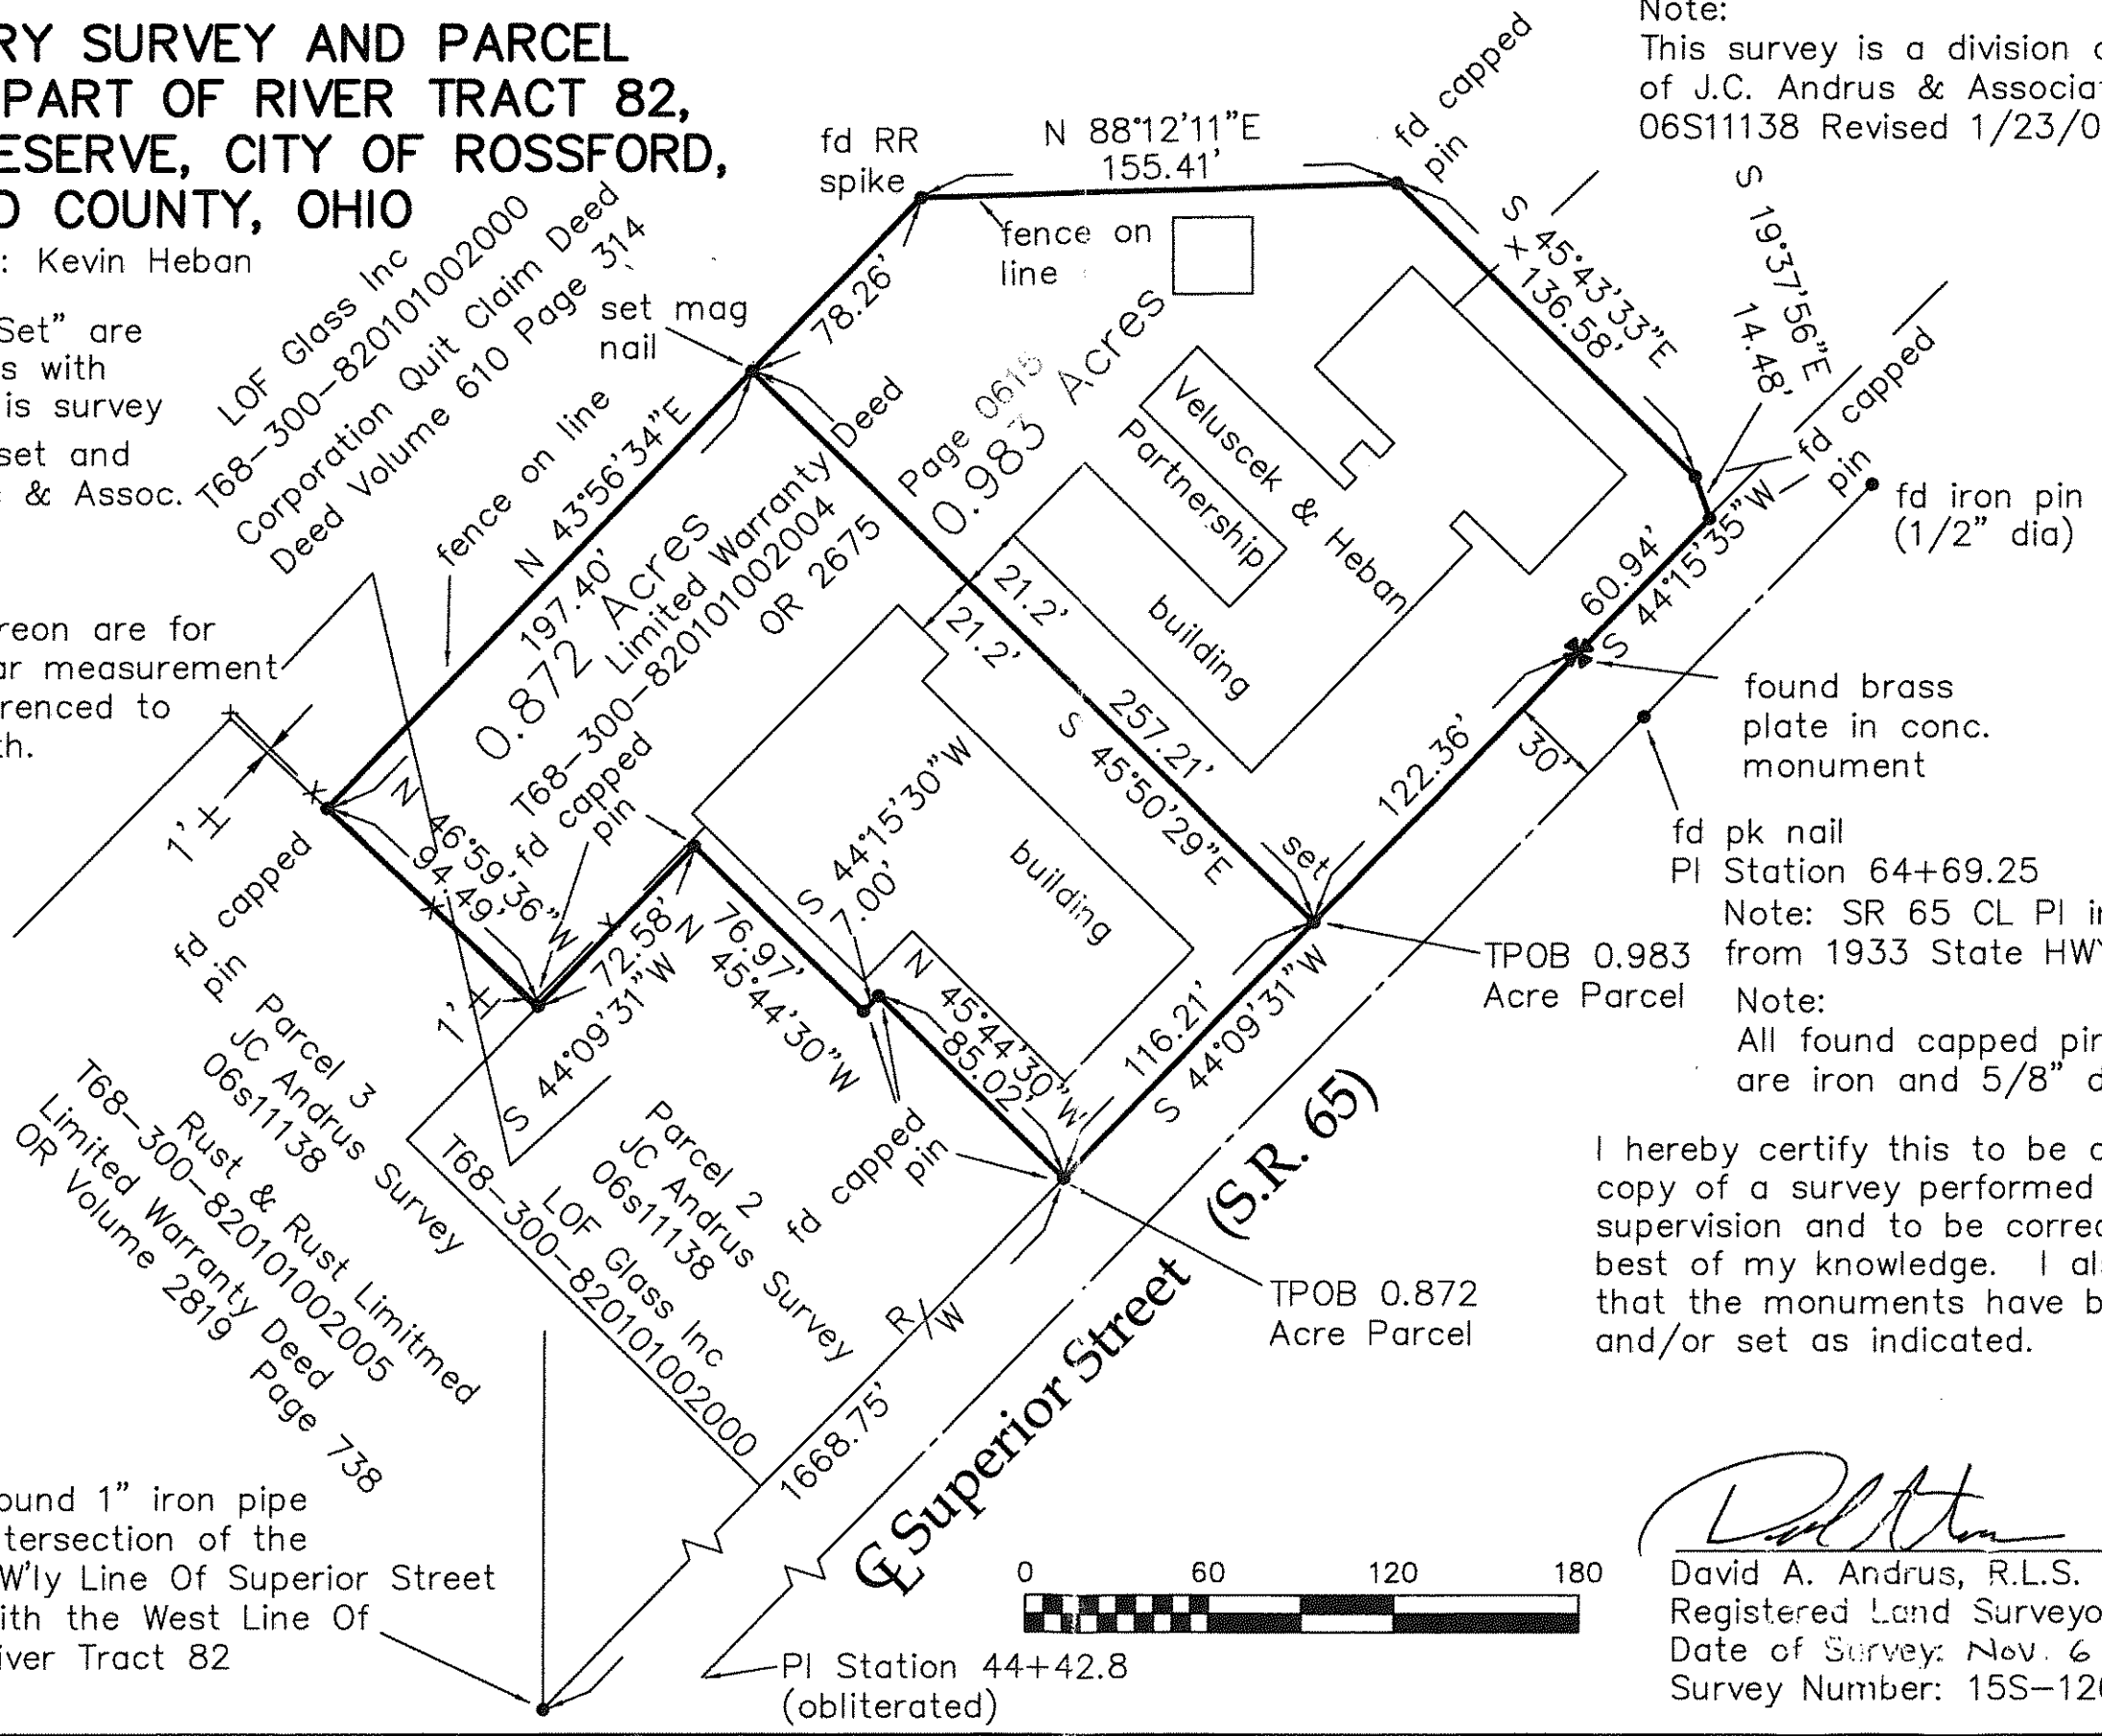 RY SURVEY AND PARCEL
PART OF RIVER TRACT 82,
ESERVE, CITY OF ROSSFORD,
D COUNTY, OHIO
: Kevin Heban
Set" are
s with
is survey
set and
& Assoc.
reon are for
ar measurement
renced to
th.
LOF Glass Inc
T68-300-820101002000
Corporation Quit Claim Deed
Deed Volume 610 Page 314
fd RR
spike
N 88°12'11"E
155.41'
fd capped
pin
fence on
line
set mag
nail
78.26'
fence on line
N 43°56'34"E
197.40'
0.872 Acres
Limited Warranty Deed
T68-300-820101002004
OR 2675 Page 0615
0.983 Acres
Veluscek & Heban
Partnership
building
21.2'
21.2'
257.21'
S 45°50'29"E
S 45°43'33"E
136.58'
S 19°37'56"E
14.48'
fd capped
pin
fd iron pin
(1/2" dia)
60.94'
S 44°15'35"W
found brass
plate in conc.
monument
122.36'
30'
fd pk nail
PI Station 64+69.25
Note: SR 65 CL PI in
from 1933 State HWY
set
TPOB 0.983
Acre Parcel
Note:
All found capped pin
are iron and 5/8" d
116.21'
S 44°09'31"W
building
S 44°15'30"W
7.00'
N 45°44'30"W
85.02'
76.97'
N 45°44'30"W
fd capped
pin
72.58'
S 44°09'31"W
N 46°59'36"W
94.49'
1'±
1'±
fd capped
pin
fd capped
pin
Parcel 3
JC Andrus Survey
06s11138
Rust & Rust Limitmed
T68-300-820101002005
Limited Warranty Deed
OR Volume 2819 Page 738
Parcel 2
JC Andrus Survey
06s11138
LOF Glass Inc
T68-300-820101002000
TPOB 0.872
Acre Parcel
R/W
1668.75'
℄ Superior Street (S.R. 65)
ound 1" iron pipe
tersection of the
W'ly Line Of Superior Street
ith the West Line Of
iver Tract 82
PI Station 44+42.8
(obliterated)
0 60 120 180
Note:
This survey is a division o
of J.C. Andrus & Associat
06S11138 Revised 1/23/0
I hereby certify this to be a
copy of a survey performed
supervision and to be correc
best of my knowledge. I als
that the monuments have b
and/or set as indicated.
David A. Andrus, R.L.S.
Registered Land Surveyo
Date of Survey: Nov. 6
Survey Number: 15S-120